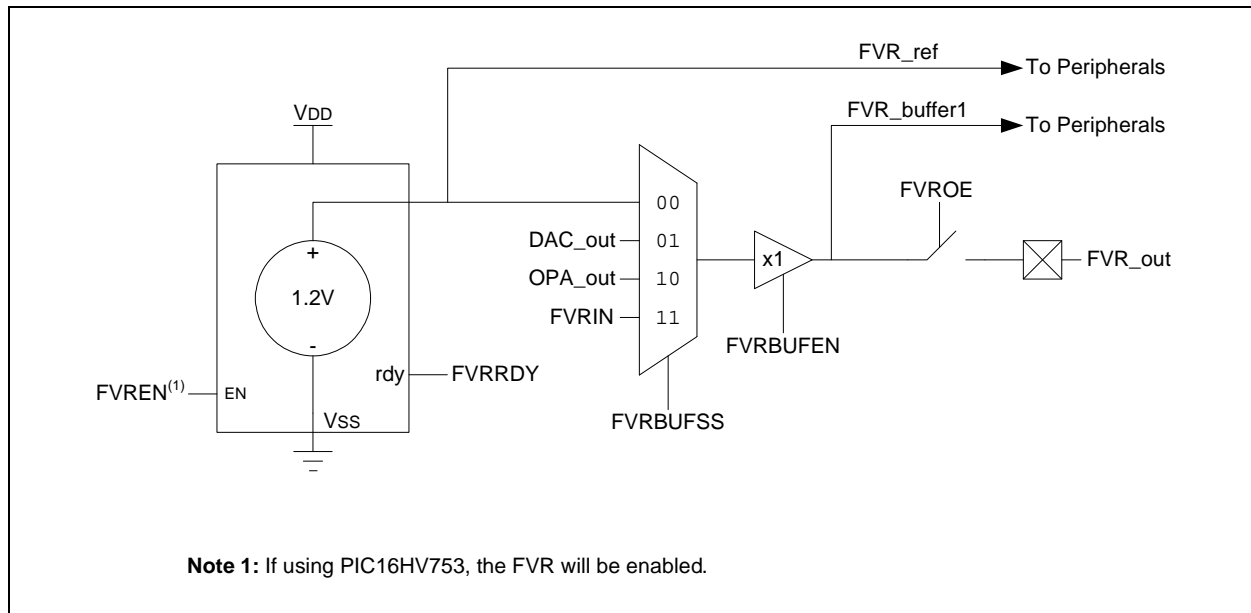 FVR_ref
To Peripherals
FVR_buffer1
To Peripherals
VDD
FVROE
00
DAC_out
01
OPA_out
10
FVRIN
11
x1
FVR_out
+
1.2V
-
FVRBUFEN
rdy
FVRRDY
FVREN(1)
EN
VSS
FVRBUFSS
Note 1: If using PIC16HV753, the FVR will be enabled.